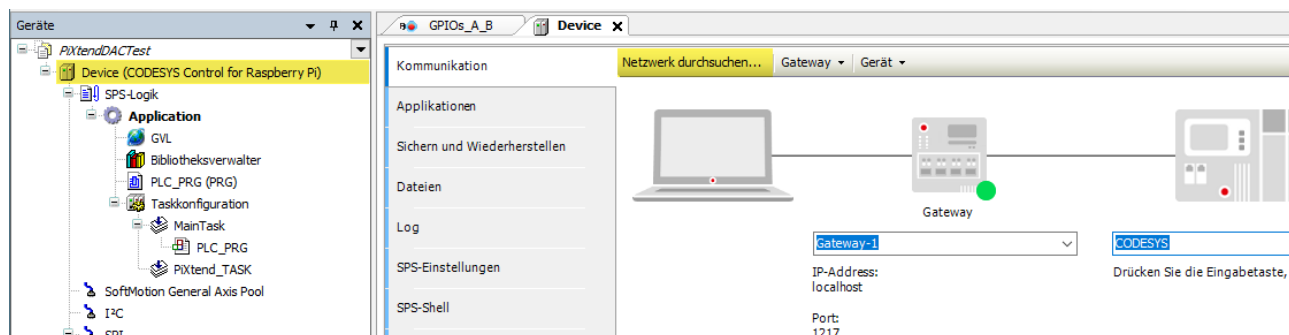 Geräte
PiXtendDACTest
Device (CODESYS Control for Raspberry Pi)
SPS-Logik
Application
GVL
Bibliotheksverwalter
PLC_PRG (PRG)
Taskkonfiguration
MainTask
PLC_PRG
PiXtend_TASK
SoftMotion General Axis Pool
I²C
SPI
GPIOs_A_B
Device
Kommunikation
Applikationen
Sichern und Wiederherstellen
Dateien
Log
SPS-Einstellungen
SPS-Shell
Netzwerk durchsuchen... Gateway Gerät
Gateway
Gateway-1
IP-Address:
localhost
Port:
1217
CODESYS
Drücken Sie die Eingabetaste,